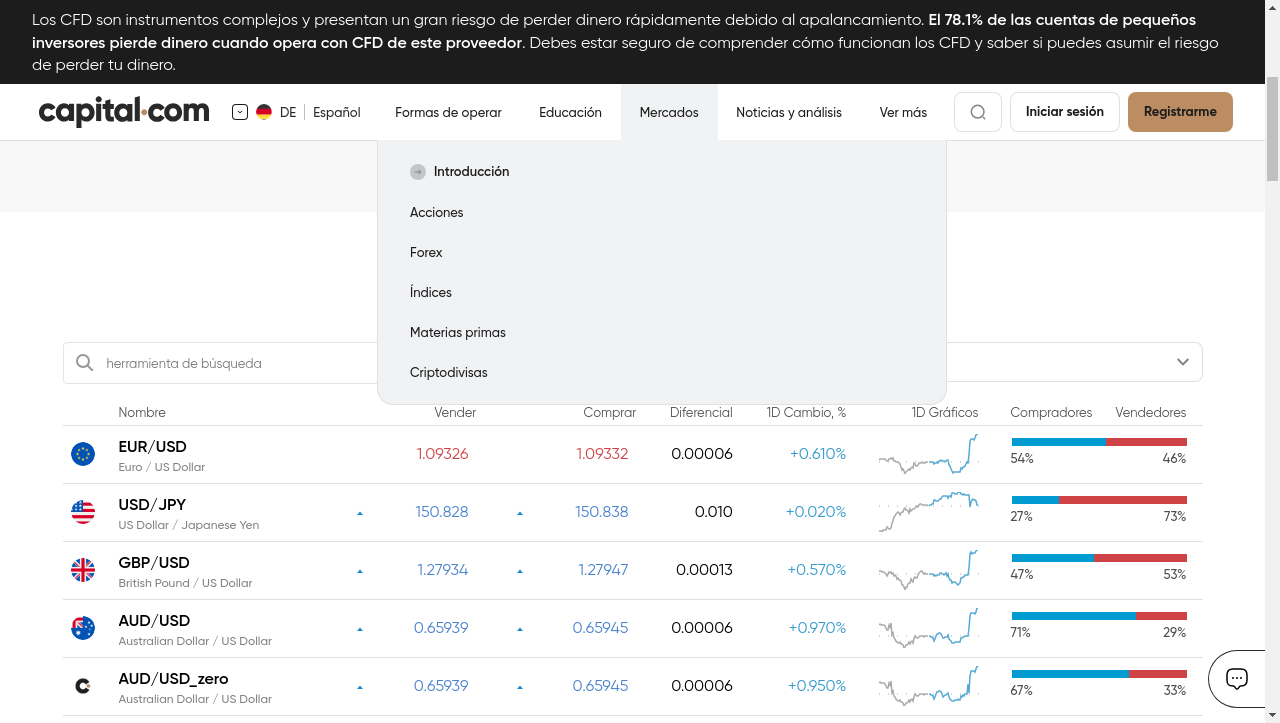 Los CFD son instrumentos complejos y presentan un gran riesgo de perder dinero rápidamente debido al apalancamiento. El 78.1% de las cuentas de pequeños
inversores pierde dinero cuando opera con CFD de este proveedor. Debes estar seguro de comprender cómo funcionan los CFD y saber si puedes asumir el riesgo
de perder tu dinero.
capital.com DE Español Formas de operar Educación Mercados Noticias y análisis Ver más Iniciar sesión Registrarme
Introducción
Acciones
Forex
Índices
Materias primas
Criptodivisas
herramienta de búsqueda
Nombre Vender Comprar Diferencial 1D Cambio, % 1D Gráficos Compradores Vendedores
EUR/USD 1.09326 1.09332 0.00006 +0.610%
Euro / US Dollar 54% 46%
USD/JPY 150.828 150.838 0.010 +0.020%
US Dollar / Japanese Yen 27% 73%
GBP/USD 1.27934 1.27947 0.00013 +0.570%
British Pound / US Dollar 47% 53%
AUD/USD 0.65939 0.65945 0.00006 +0.970%
Australian Dollar / US Dollar 71% 29%
AUD/USD_zero 0.65939 0.65945 0.00006 +0.950%
Australian Dollar / US Dollar 67% 33%